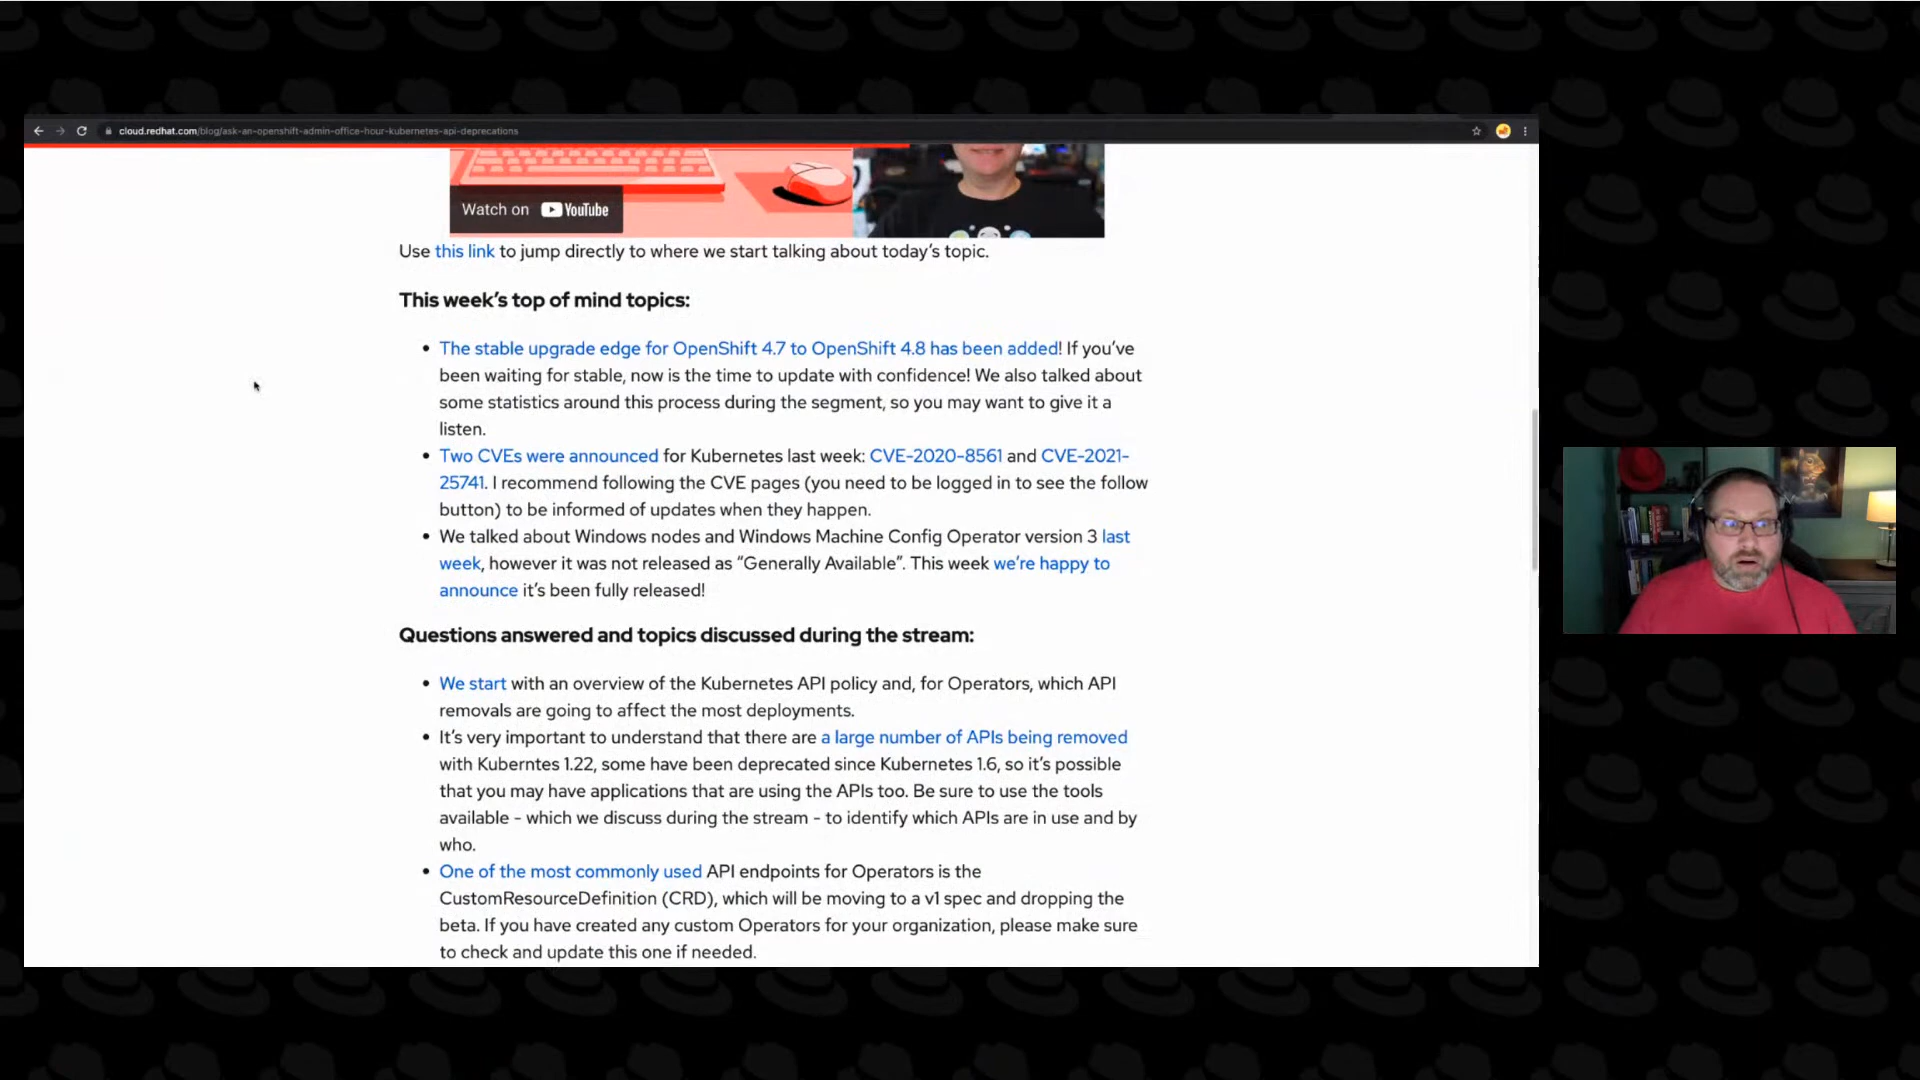 cloud.redhat.com/blog/ask-an-openshift-admin-office-hour-kubernetes-api-deprecations
Watch on YouTube
Use this link to jump directly to where we start talking about today’s topic.
This week’s top of mind topics:
• The stable upgrade edge for OpenShift 4.7 to OpenShift 4.8 has been added! If you’ve
been waiting for stable, now is the time to update with confidence! We also talked about
some statistics around this process during the segment, so you may want to give it a
listen.
• Two CVEs were announced for Kubernetes last week: CVE-2020-8561 and CVE-2021-
25741. I recommend following the CVE pages (you need to be logged in to see the follow
button) to be informed of updates when they happen.
• We talked about Windows nodes and Windows Machine Config Operator version 3 last
week, however it was not released as “Generally Available”. This week we’re happy to
announce it’s been fully released!
Questions answered and topics discussed during the stream:
• We start with an overview of the Kubernetes API policy and, for Operators, which API
removals are going to affect the most deployments.
• It’s very important to understand that there are a large number of APIs being removed
with Kuberntes 1.22, some have been deprecated since Kubernetes 1.6, so it’s possible
that you may have applications that are using the APIs too. Be sure to use the tools
available - which we discuss during the stream - to identify which APIs are in use and by
who.
• One of the most commonly used API endpoints for Operators is the
CustomResourceDefinition (CRD), which will be moving to a v1 spec and dropping the
beta. If you have created any custom Operators for your organization, please make sure
to check and update this one if needed.